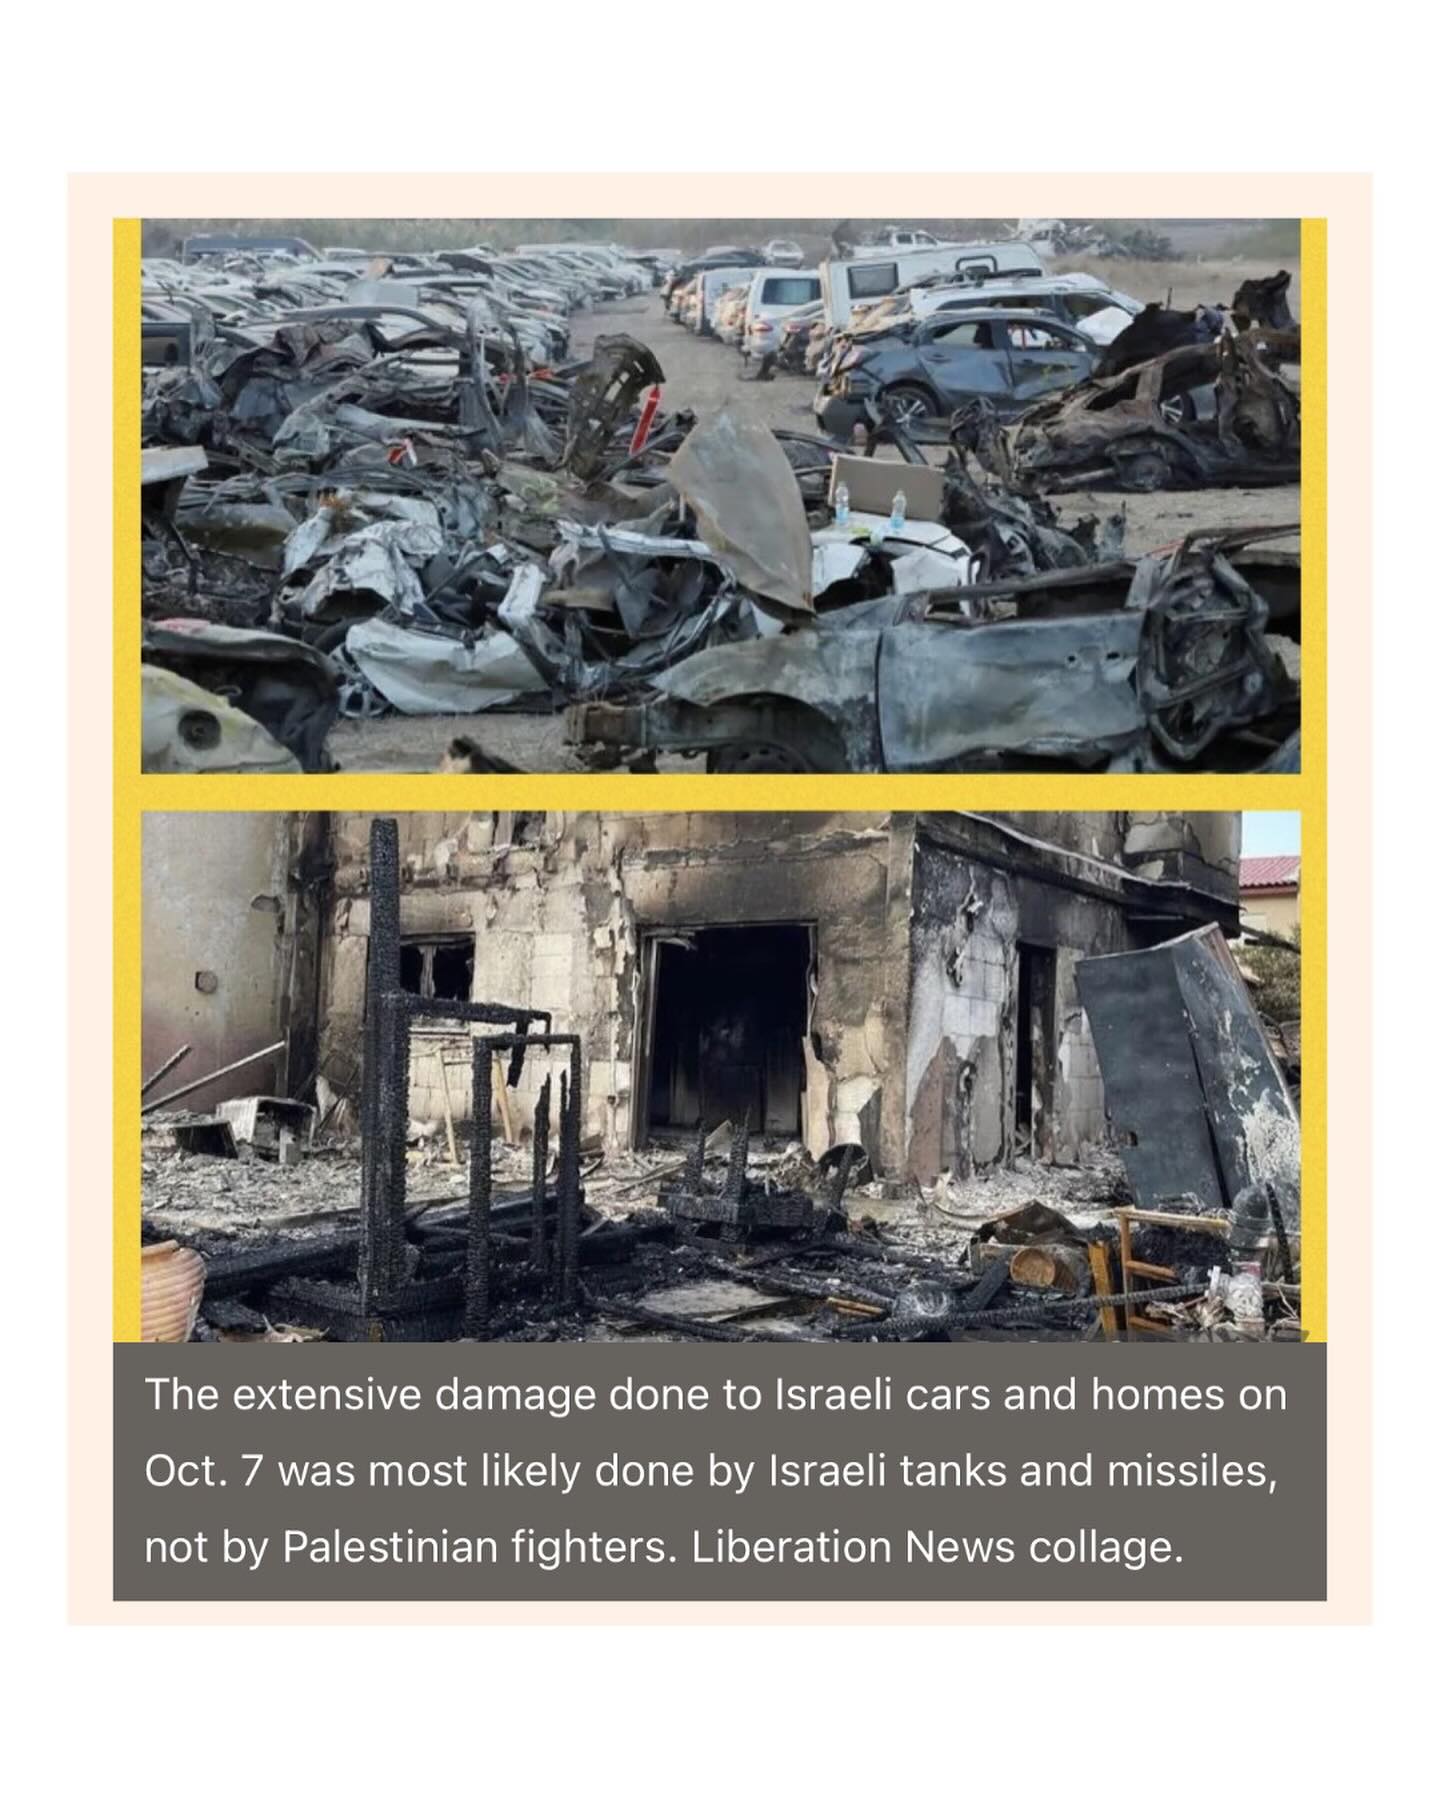 The extensive damage done to Israeli cars and homes on
Oct. 7 was most likely done by Israeli tanks and missiles,
not by Palestinian fighters. Liberation News collage.